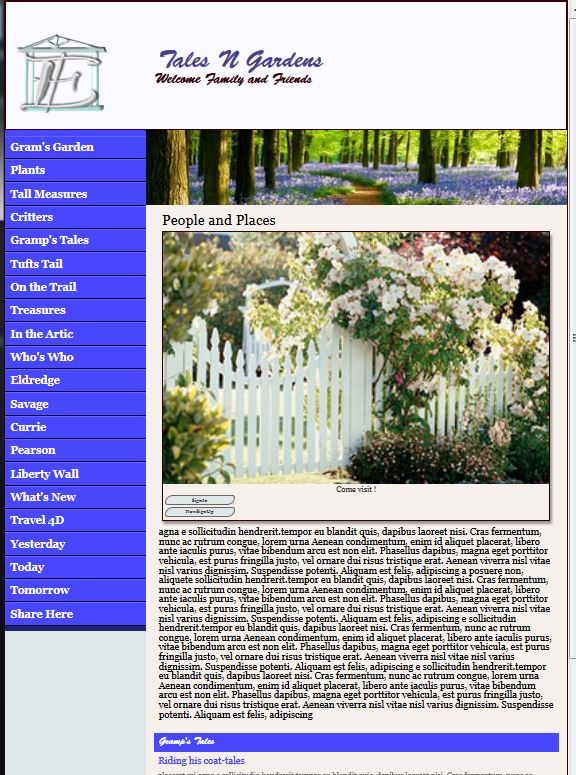 E
Tales N Gardens
Welcome Family and Friends
Gram's Garden
Plants
Tall Measures
Critters
Gramp's Tales
Tufts Tail
On the Trail
Treasures
In the Artic
Who's Who
Eldredge
Savage
Currie
Pearson
Liberty Wall
What's New
Travel 4D
Yesterday
Today
Tomorrow
Share Here
People and Places
Come visit !
SignIn
NewSignUp
agna e sollicitudin hendrerit.tempor eu blandit quis, dapibus laoreet nisi. Cras fermentum,
nunc ac rutrum congue, lorem urna Aenean condimentum, enim id aliquet placerat, libero
ante iaculis purus, vitae bibendum arcu est non elit. Phasellus dapibus, magna eget porttitor
vehicula, est purus fringilla justo, vel ornare dui risus tristique erat. Aenean viverra nisl vitae
nisl varius dignissim. Suspendisse potenti. Aliquam est felis, adipiscing a posuere non,
aliquete sollicitudin hendrerit.tempor eu blandit quis, dapibus laoreet nisi. Cras fermentum,
nunc ac rutrum congue, lorem urna Aenean condimentum, enim id aliquet placerat, libero
ante iaculis purus, vitae bibendum arcu est non elit. Phasellus dapibus, magna eget porttitor
vehicula, est purus fringilla justo, vel ornare dui risus tristique erat. Aenean viverra nisl vitae
nisl varius dignissim. Suspendisse potenti. Aliquam est felis, adipiscing e sollicitudin
hendrerit.tempor eu blandit quis, dapibus laoreet nisi. Cras fermentum, nunc ac rutrum
congue, lorem urna Aenean condimentum, enim id aliquet placerat, libero ante iaculis purus,
vitae bibendum arcu est non elit. Phasellus dapibus, magna eget porttitor vehicula, est purus
fringilla justo, vel ornare dui risus tristique erat. Aenean viverra nisl vitae nisl varius
dignissim. Suspendisse potenti. Aliquam est felis, adipiscing e sollicitudin hendrerit.tempor
eu blandit quis, dapibus laoreet nisi. Cras fermentum, nunc ac rutrum congue, lorem urna
Aenean condimentum, enim id aliquet placerat, libero ante iaculis purus, vitae bibendum
arcu est non elit. Phasellus dapibus, magna eget porttitor vehicula, est purus fringilla justo,
vel ornare dui risus tristique erat. Aenean viverra nisl vitae nisl varius dignissim. Suspendisse
potenti. Aliquam est felis, adipiscing
Gramp's Tales
Riding his coat-tales